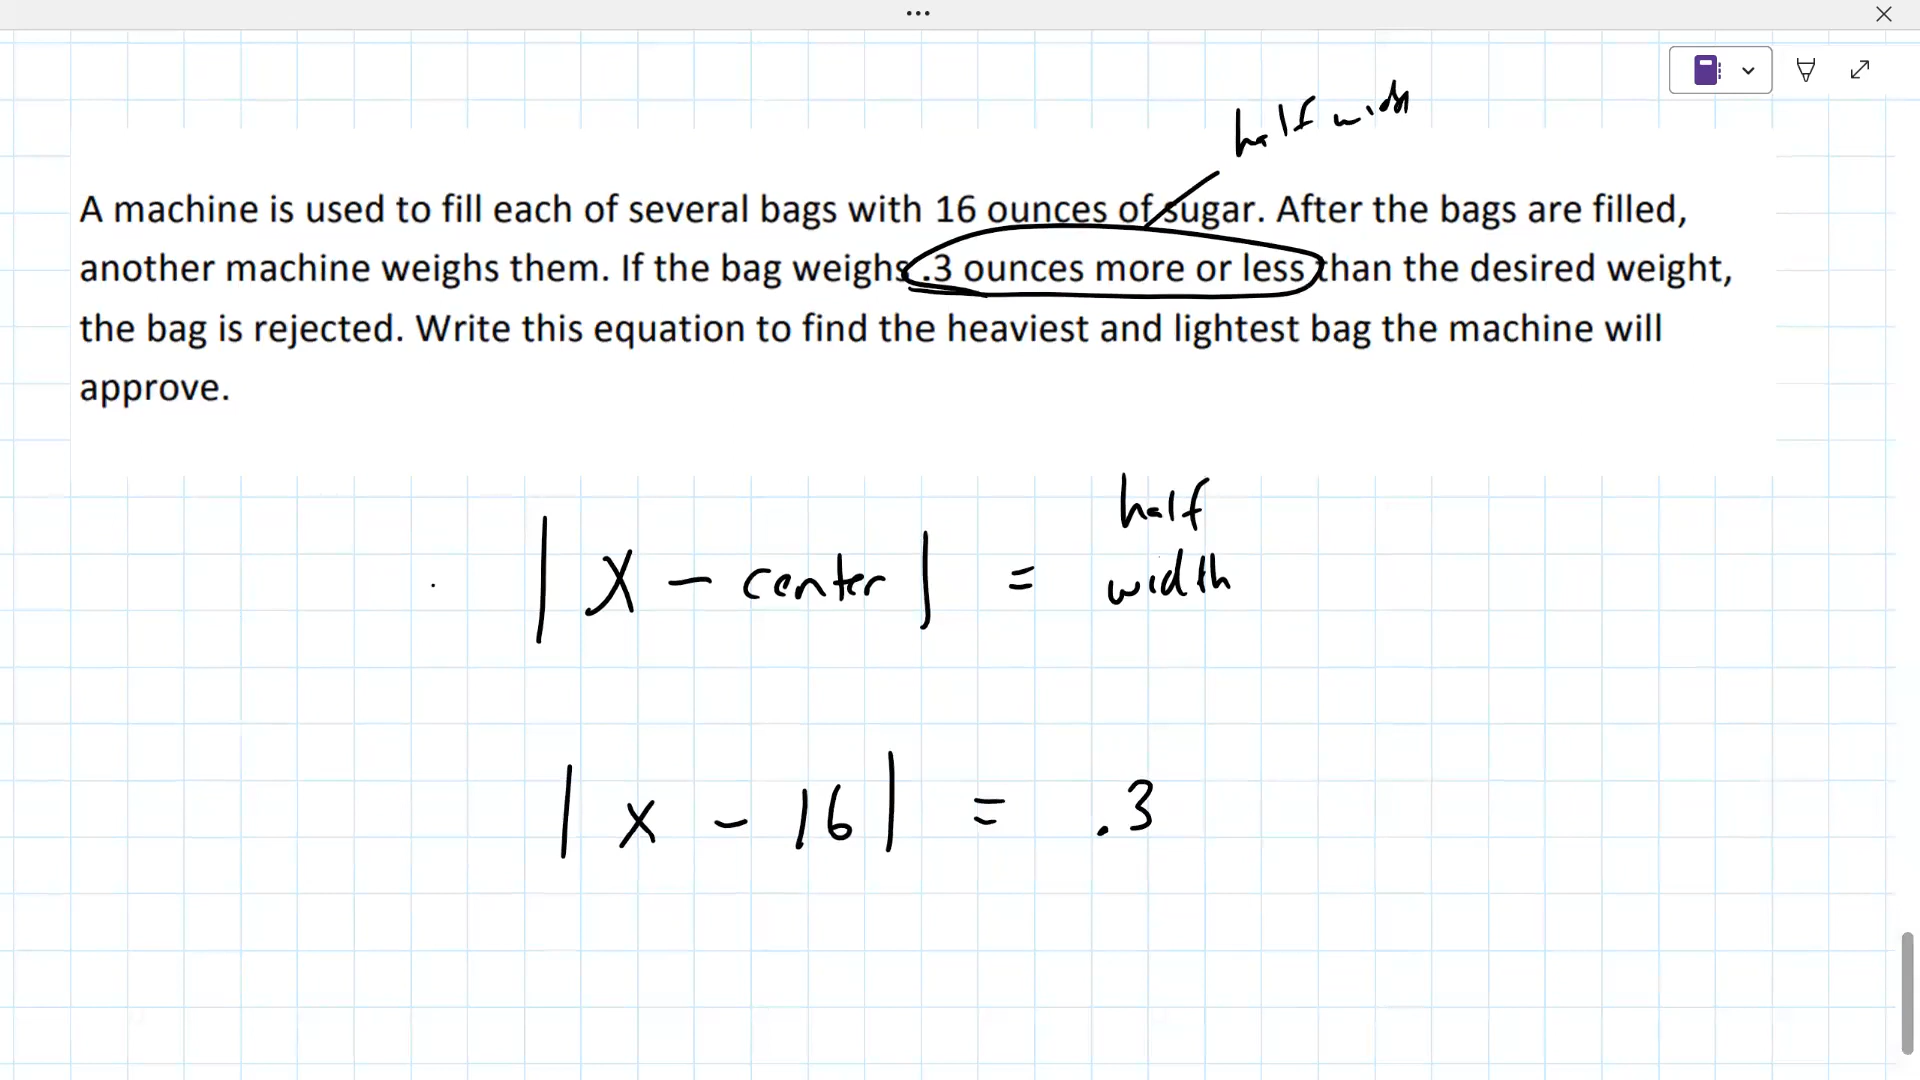 half width
A machine is used to fill each of several bags with 16 ounces of sugar. After the bags are filled,
another machine weighs them. If the bag weighs .3 ounces more or less than the desired weight,
the bag is rejected. Write this equation to find the heaviest and lightest bag the machine will
approve.
half
| X - center | = width
| x - 16 | = .3